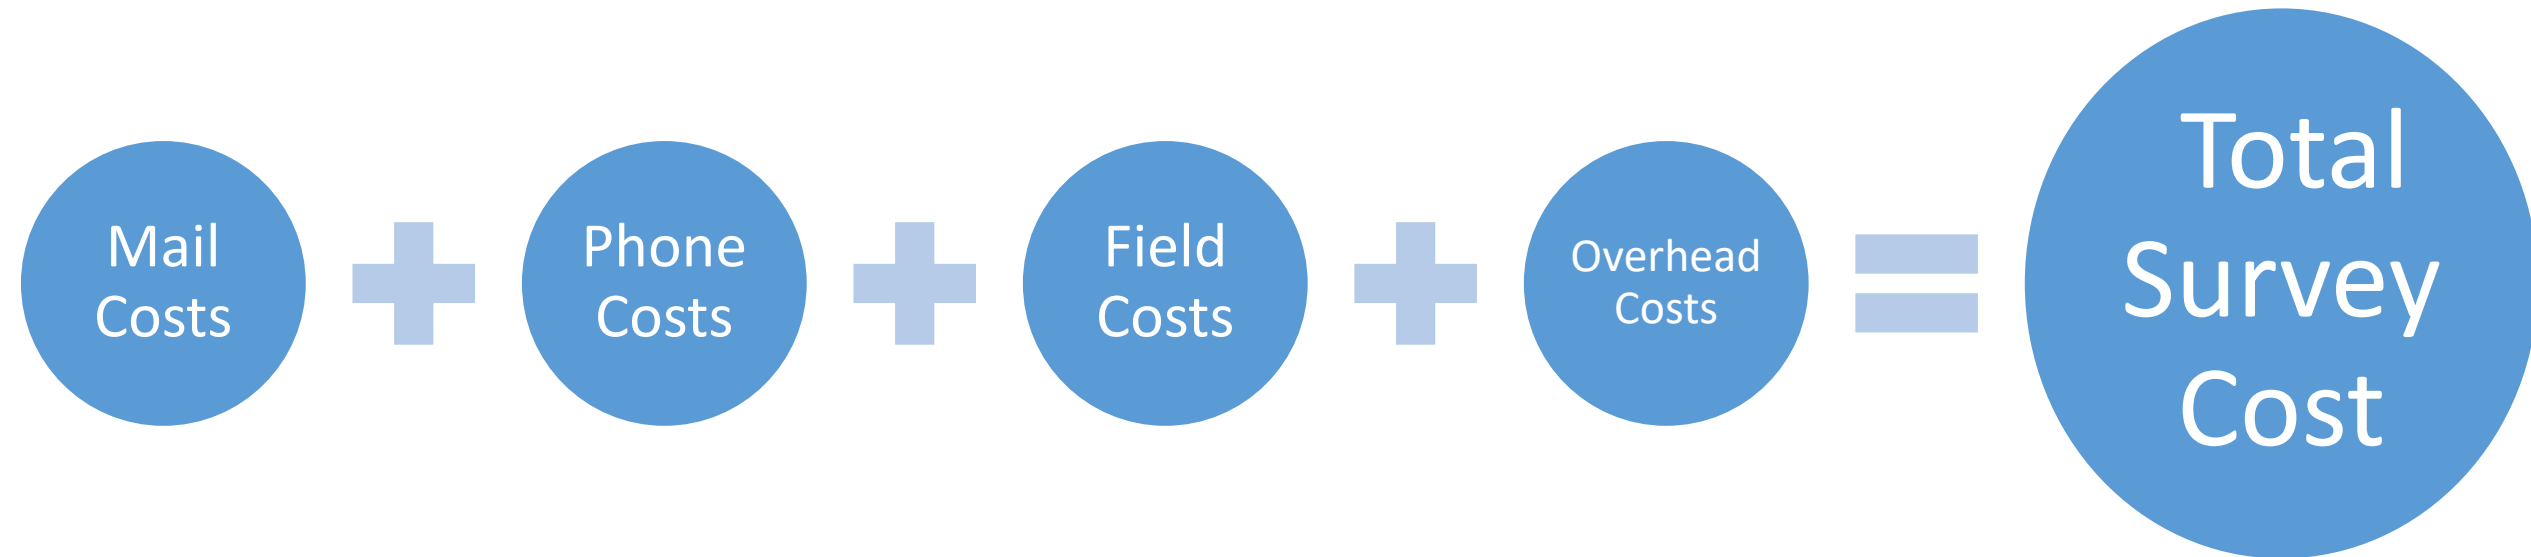 Mail
Costs
Phone
Costs
Field
Costs
Overhead
Costs
Total
Survey
Cost